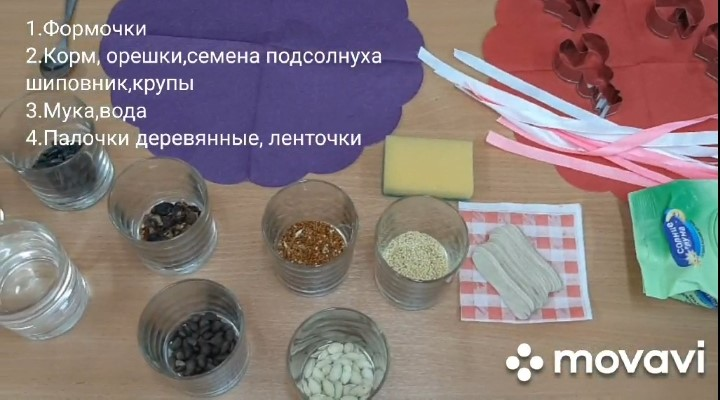 1.Формочки
2.Корм, орешки,семена подсолнуха
шиповник,крупы
3.Мука,вода
4.Палочки деревянные, ленточки
movavi